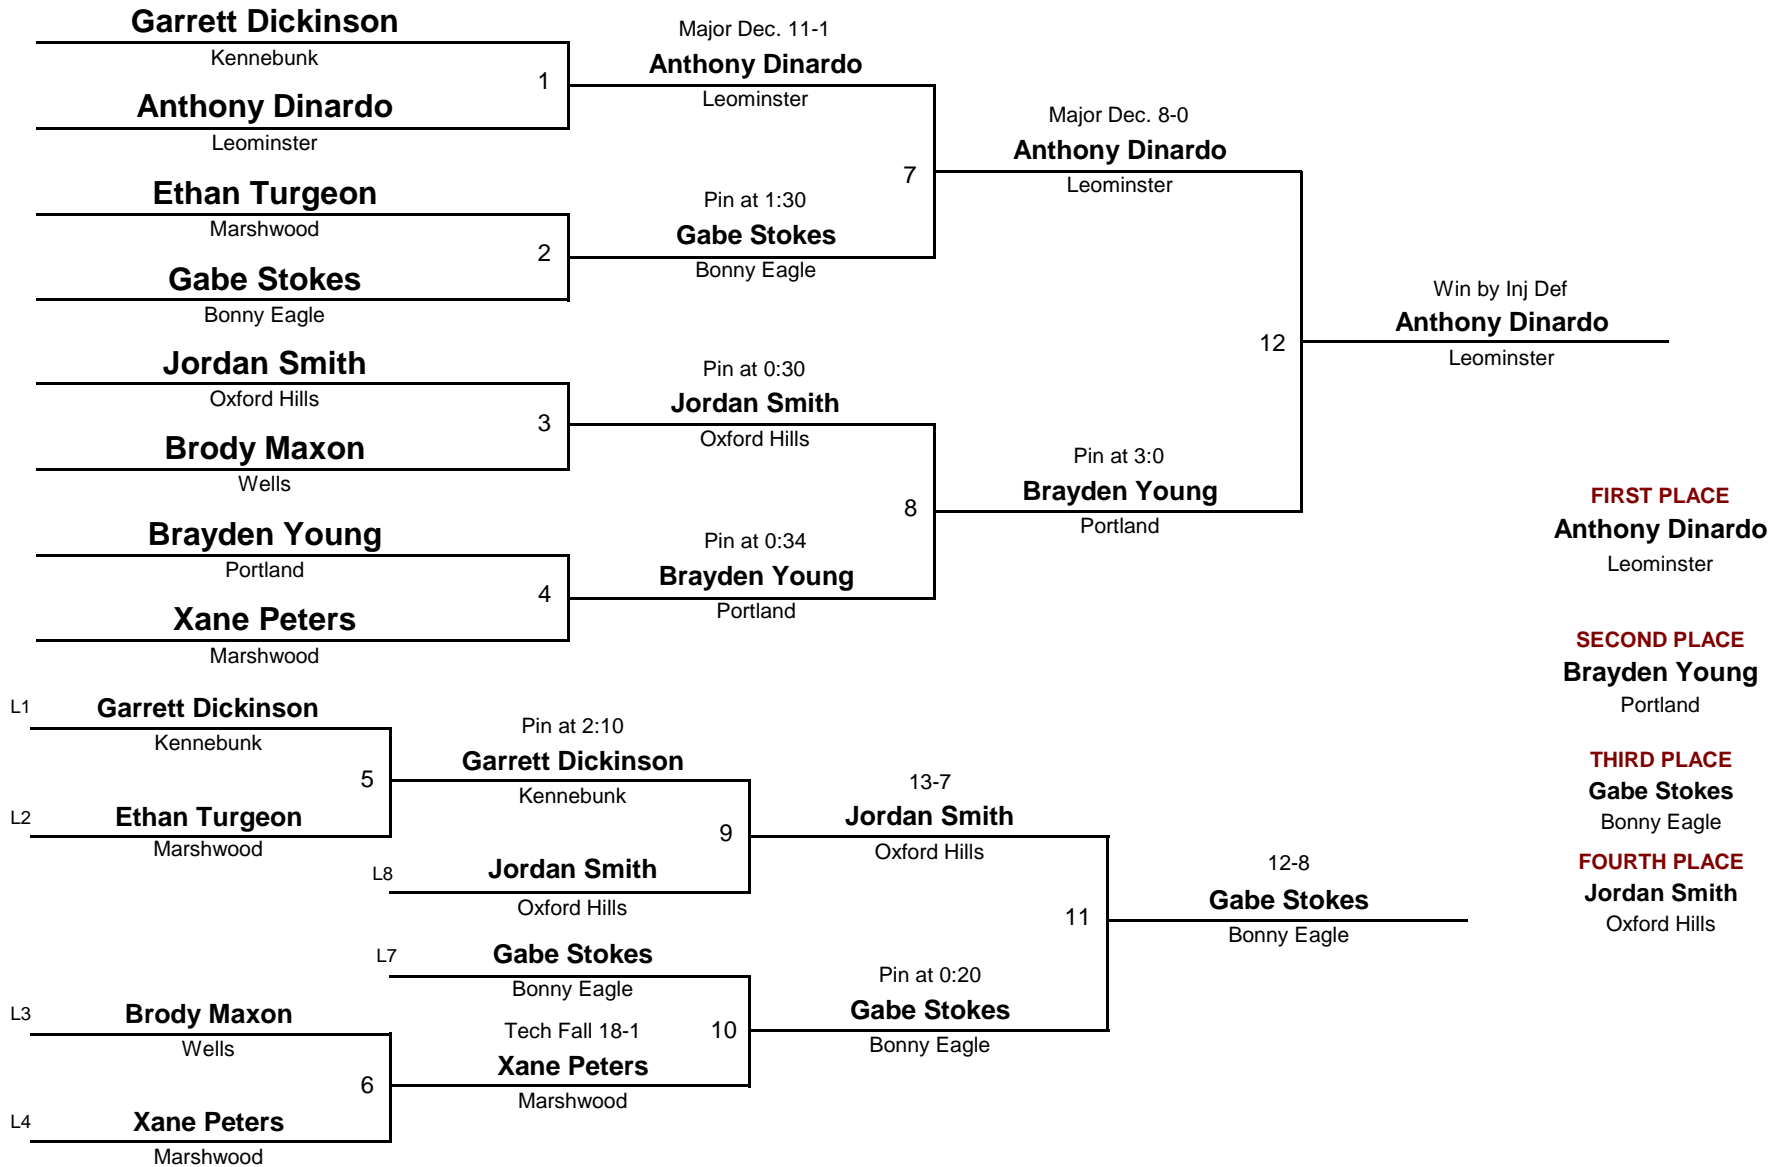 Garrett Dickinson
Kennebunk
1
Anthony Dinardo
Leominster
Ethan Turgeon
Marshwood
2
Gabe Stokes
Bonny Eagle
Jordan Smith
Oxford Hills
3
Brody Maxon
Wells
Brayden Young
Portland
4
Xane Peters
Marshwood
Major Dec. 11-1
Anthony Dinardo
Leominster
7
Pin at 1:30
Gabe Stokes
Bonny Eagle
Pin at 0:30
Jordan Smith
Oxford Hills
8
Pin at 0:34
Brayden Young
Portland
Major Dec. 8-0
Anthony Dinardo
Leominster
12
Pin at 3:0
Brayden Young
Portland
Win by Inj Def
Anthony Dinardo
Leominster
FIRST PLACE
Anthony Dinardo
Leominster
SECOND PLACE
Brayden Young
Portland
THIRD PLACE
Gabe Stokes
Bonny Eagle
FOURTH PLACE
Jordan Smith
Oxford Hills
L1
Garrett Dickinson
Kennebunk
5
L2
Ethan Turgeon
Marshwood
L3
Brody Maxon
Wells
6
L4
Xane Peters
Marshwood
Pin at 2:10
Garrett Dickinson
Kennebunk
9
L8
Jordan Smith
Oxford Hills
L7
Gabe Stokes
Bonny Eagle
10
Tech Fall 18-1
Xane Peters
Marshwood
13-7
Jordan Smith
Oxford Hills
11
Pin at 0:20
Gabe Stokes
Bonny Eagle
12-8
Gabe Stokes
Bonny Eagle